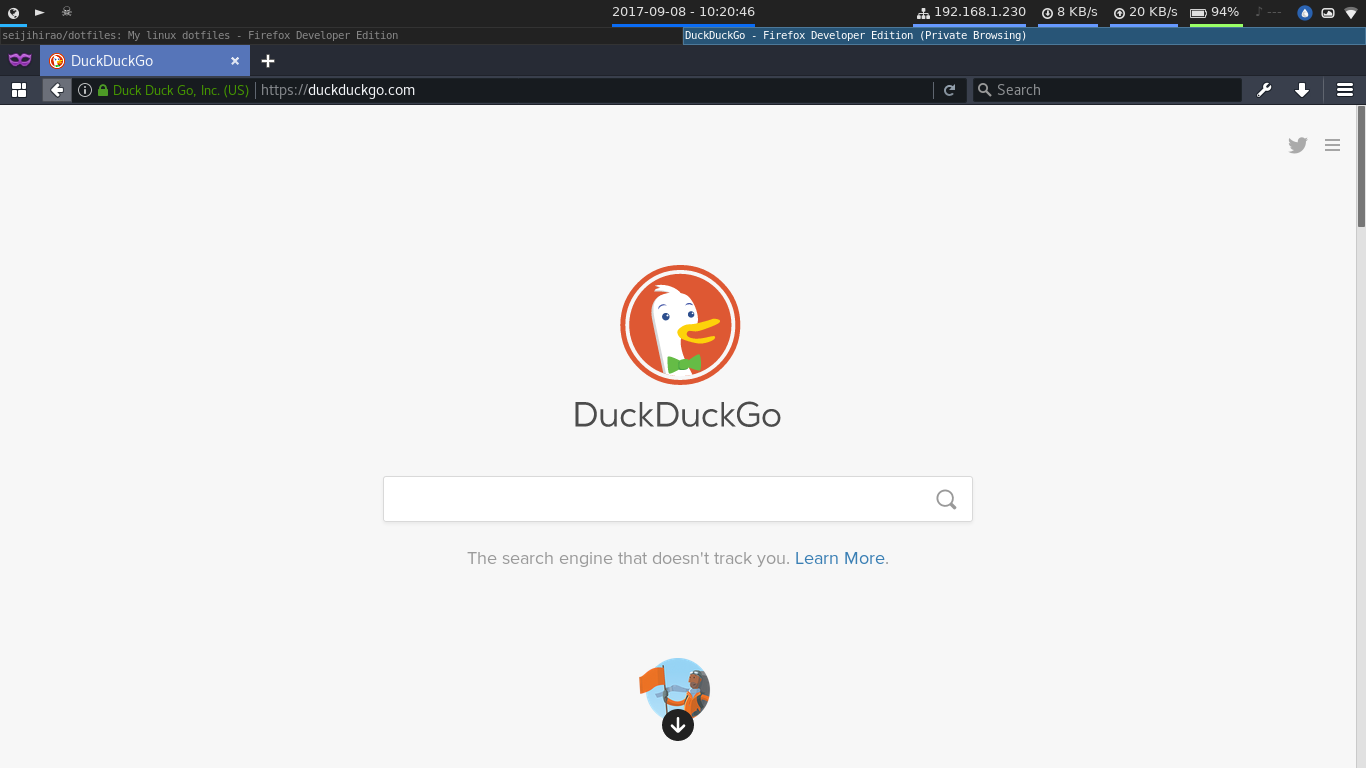 2017-09-08 - 10:20:46 192.168.1.230 8 KB/s 20 KB/s 94% ♪ ---
seijihirao/dotfiles: My linux dotfiles - Firefox Developer Edition DuckDuckGo - Firefox Developer Edition (Private Browsing)
DuckDuckGo
Duck Duck Go, Inc. (US) https://duckduckgo.com Search
DuckDuckGo
The search engine that doesn't track you. Learn More.